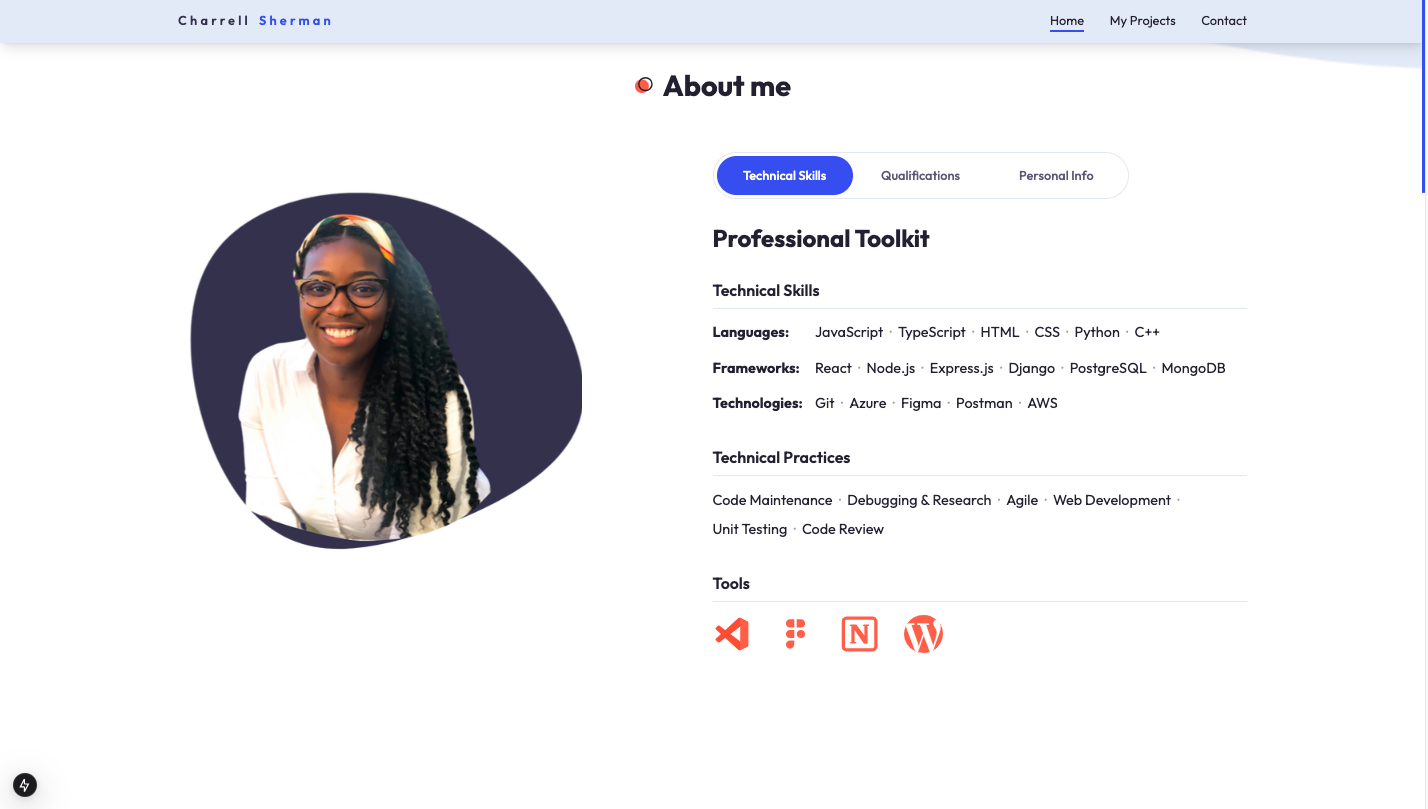 Charrell Sherman
Home My Projects Contact
About me
Technical Skills Qualifications Personal Info
Professional Toolkit
Technical Skills
Languages: JavaScript · TypeScript · HTML · CSS · Python · C++
Frameworks: React · Node.js · Express.js · Django · PostgreSQL · MongoDB
Technologies: Git · Azure · Figma · Postman · AWS
Technical Practices
Code Maintenance · Debugging & Research · Agile · Web Development ·
Unit Testing · Code Review
Tools
N W